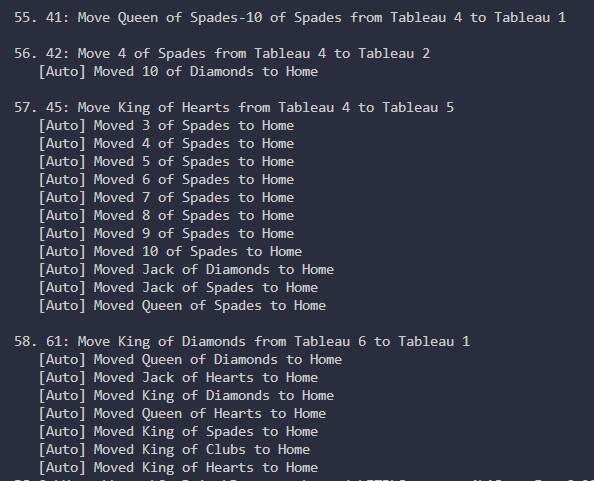 55. 41: Move Queen of Spades-10 of Spades from Tableau 4 to Tableau 1
56. 42: Move 4 of Spades from Tableau 4 to Tableau 2
[Auto] Moved 10 of Diamonds to Home
57. 45: Move King of Hearts from Tableau 4 to Tableau 5
[Auto] Moved 3 of Spades to Home
[Auto] Moved 4 of Spades to Home
[Auto] Moved 5 of Spades to Home
[Auto] Moved 6 of Spades to Home
[Auto] Moved 7 of Spades to Home
[Auto] Moved 8 of Spades to Home
[Auto] Moved 9 of Spades to Home
[Auto] Moved 10 of Spades to Home
[Auto] Moved Jack of Diamonds to Home
[Auto] Moved Jack of Spades to Home
[Auto] Moved Queen of Spades to Home
58. 61: Move King of Diamonds from Tableau 6 to Tableau 1
[Auto] Moved Queen of Diamonds to Home
[Auto] Moved Jack of Hearts to Home
[Auto] Moved King of Diamonds to Home
[Auto] Moved Queen of Hearts to Home
[Auto] Moved King of Spades to Home
[Auto] Moved King of Clubs to Home
[Auto] Moved King of Hearts to Home